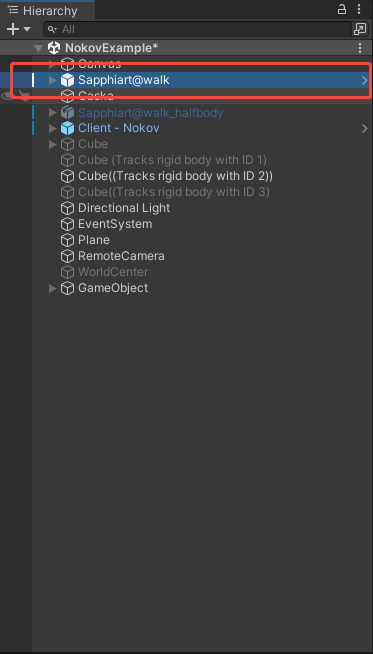 Hierarchy
All
NokovExample*
Canvas
Sapphiart@walk
Caska
Sapphiart@walk_halfbody
Client - Nokov
Cube
Cube (Tracks rigid body with ID 1)
Cube((Tracks rigid body with ID 2))
Cube((Tracks rigid body with ID 3)
Directional Light
EventSystem
Plane
RemoteCamera
WorldCenter
GameObject